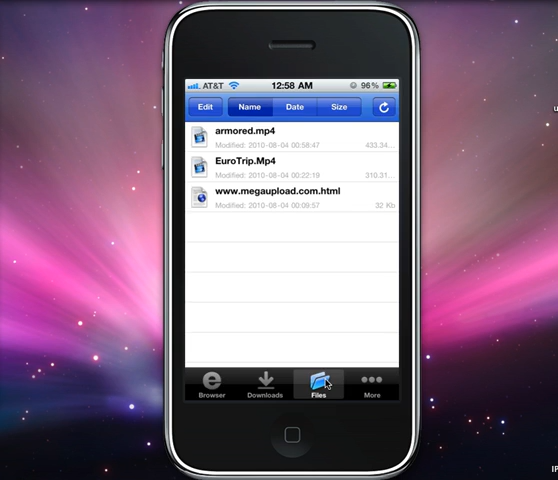 AT&T 12:58 AM 96%
Edit Name Date Size
armored.mp4
Modified: 2010-08-04 00:58:47 433.34...
EuroTrip.Mp4
Modified: 2010-08-04 00:22:19 310.31...
www.megaupload.com.html
Modified: 2010-08-04 00:09:57 32 Kb
Browser Downloads Files More